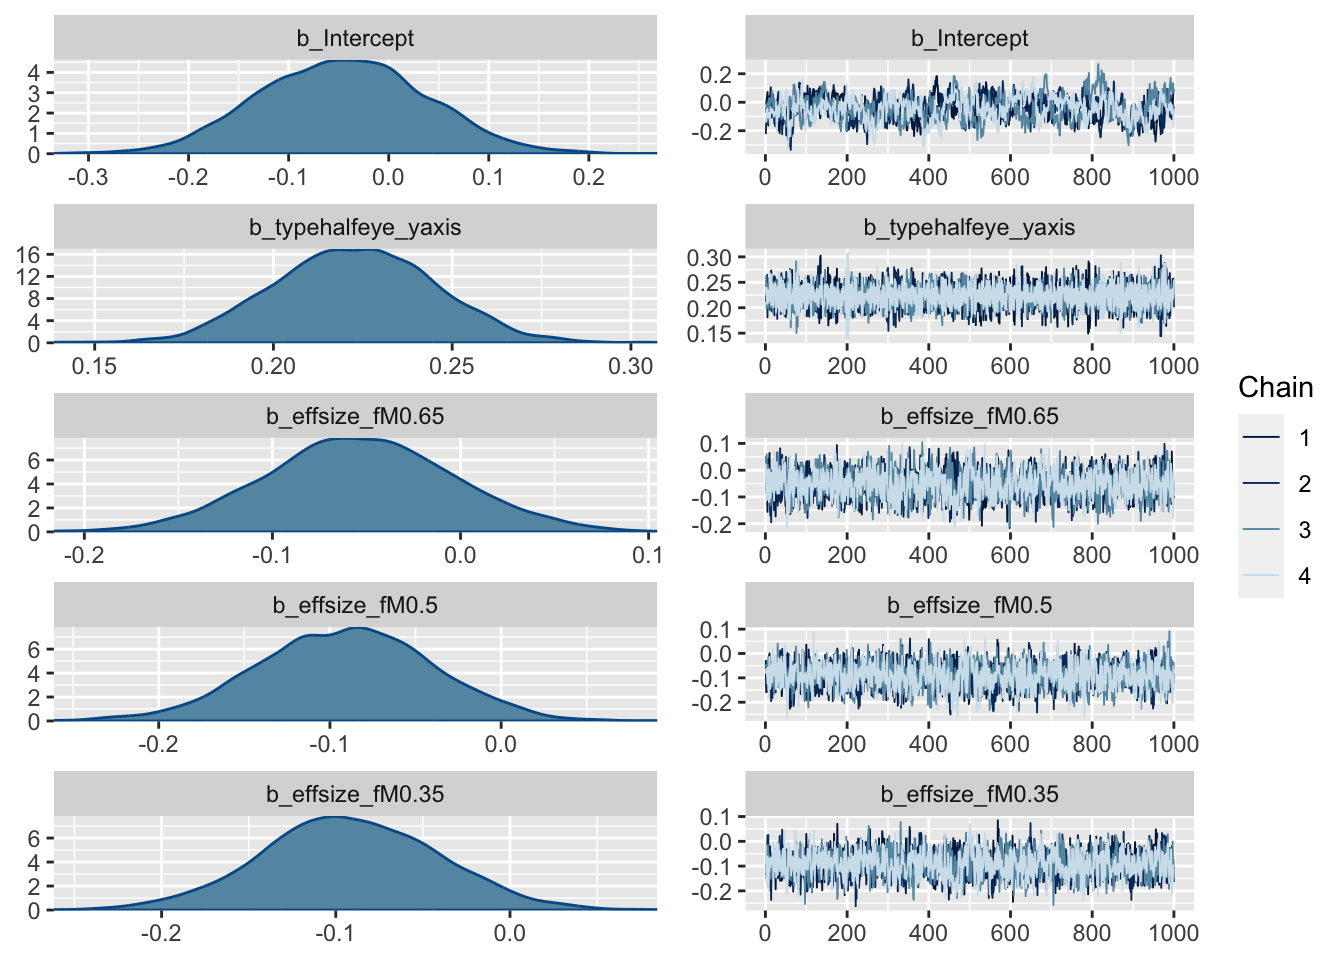 b_Intercept
4
3
2
1
0
-0.3 -0.2 -0.1 0.0 0.1 0.2
b_Intercept
0.2
0.0
-0.2
0 200 400 600 800 1000
b_typehalfeye_yaxis
16
12
8
4
0
0.15 0.20 0.25 0.30
b_typehalfeye_yaxis
0.30
0.25
0.20
0.15
0 200 400 600 800 1000
b_effsize_fM0.65
6
4
2
0
-0.2 -0.1 0.0 0.1
b_effsize_fM0.65
0.1
0.0
-0.1
-0.2
0 200 400 600 800 1000
b_effsize_fM0.5
6
4
2
0
-0.2 -0.1 0.0
b_effsize_fM0.5
0.1
0.0
-0.1
-0.2
0 200 400 600 800 1000
b_effsize_fM0.35
6
4
2
0
-0.2 -0.1 0.0
b_effsize_fM0.35
0.1
0.0
-0.1
-0.2
0 200 400 600 800 1000
Chain
1
2
3
4